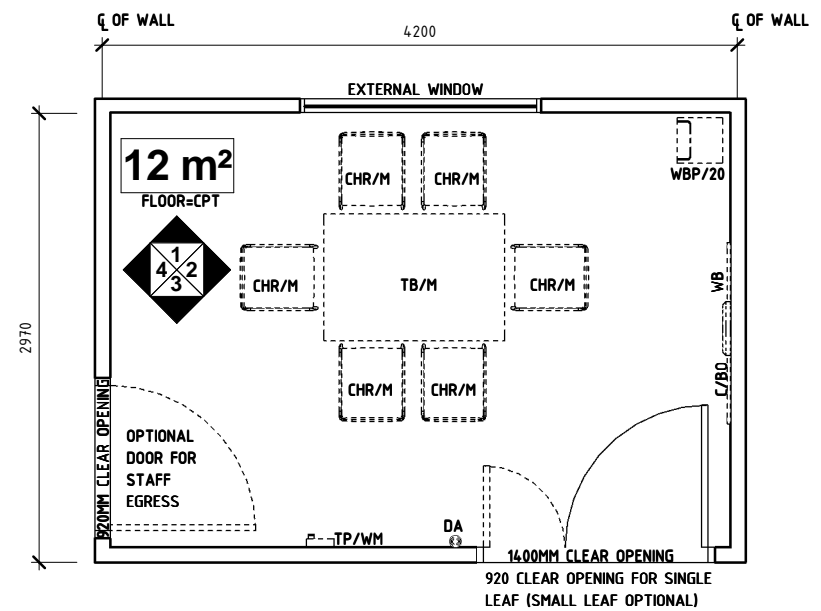 ℄ OF WALL
℄ OF WALL
4200
EXTERNAL WINDOW
12 m²
FLOOR=CPT
CHR/M
CHR/M
WBP/20
1
4 2
3
CHR/M
TB/M
CHR/M
WB
2970
CHR/M
CHR/M
C/BO
920MM CLEAR OPENING
OPTIONAL
DOOR FOR
STAFF
EGRESS
TP/WM
DA
1400MM CLEAR OPENING
920 CLEAR OPENING FOR SINGLE
LEAF (SMALL LEAF OPTIONAL)